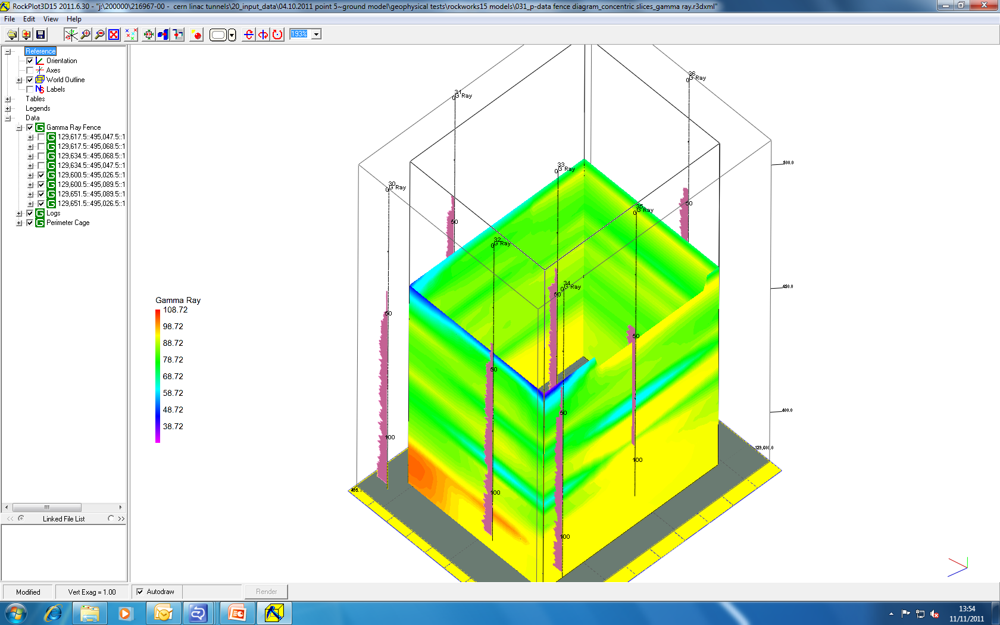 RockPlot3D15 2011.6.30 - "j:\200000\216967-00 - cern linac tunnels\20_input_data\04.10.2011 point 5~ground model\geophysical tests\rockworks15 models\031_p-data fence diagram_concentric slices_gamma ray.r3dxml"
File Edit View Help
193%
Reference
Orientation
Axes
World Outline
Labels
Tables
Legends
Data
Gamma Ray Fence
129,617.5::495,047.5::1
129,617.5::495,068.5::1
129,634.5::495,068.5::1
129,634.5::495,047.5::1
129,600.5::495,026.5::1
129,600.5::495,089.5::1
129,651.5::495,089.5::1
129,651.5::495,026.5::1
Logs
Perimeter Cage
<< Linked File List >>
36
0 G Ray
31
0 G Ray
500.0
33
0 G Ray
30
0 G Ray
50
35
0 G Ray
50
32
0 G Ray
34
0 G Ray
450.0
50
Gamma Ray
108.72
98.72
88.72
78.72
68.72
58.72
48.72
38.72
50
50
50
50
400.0
100
129,600.0
100
495.
100
100
Modified Vert Exag = 1.00 Autodraw Render
13:54
11/11/2011